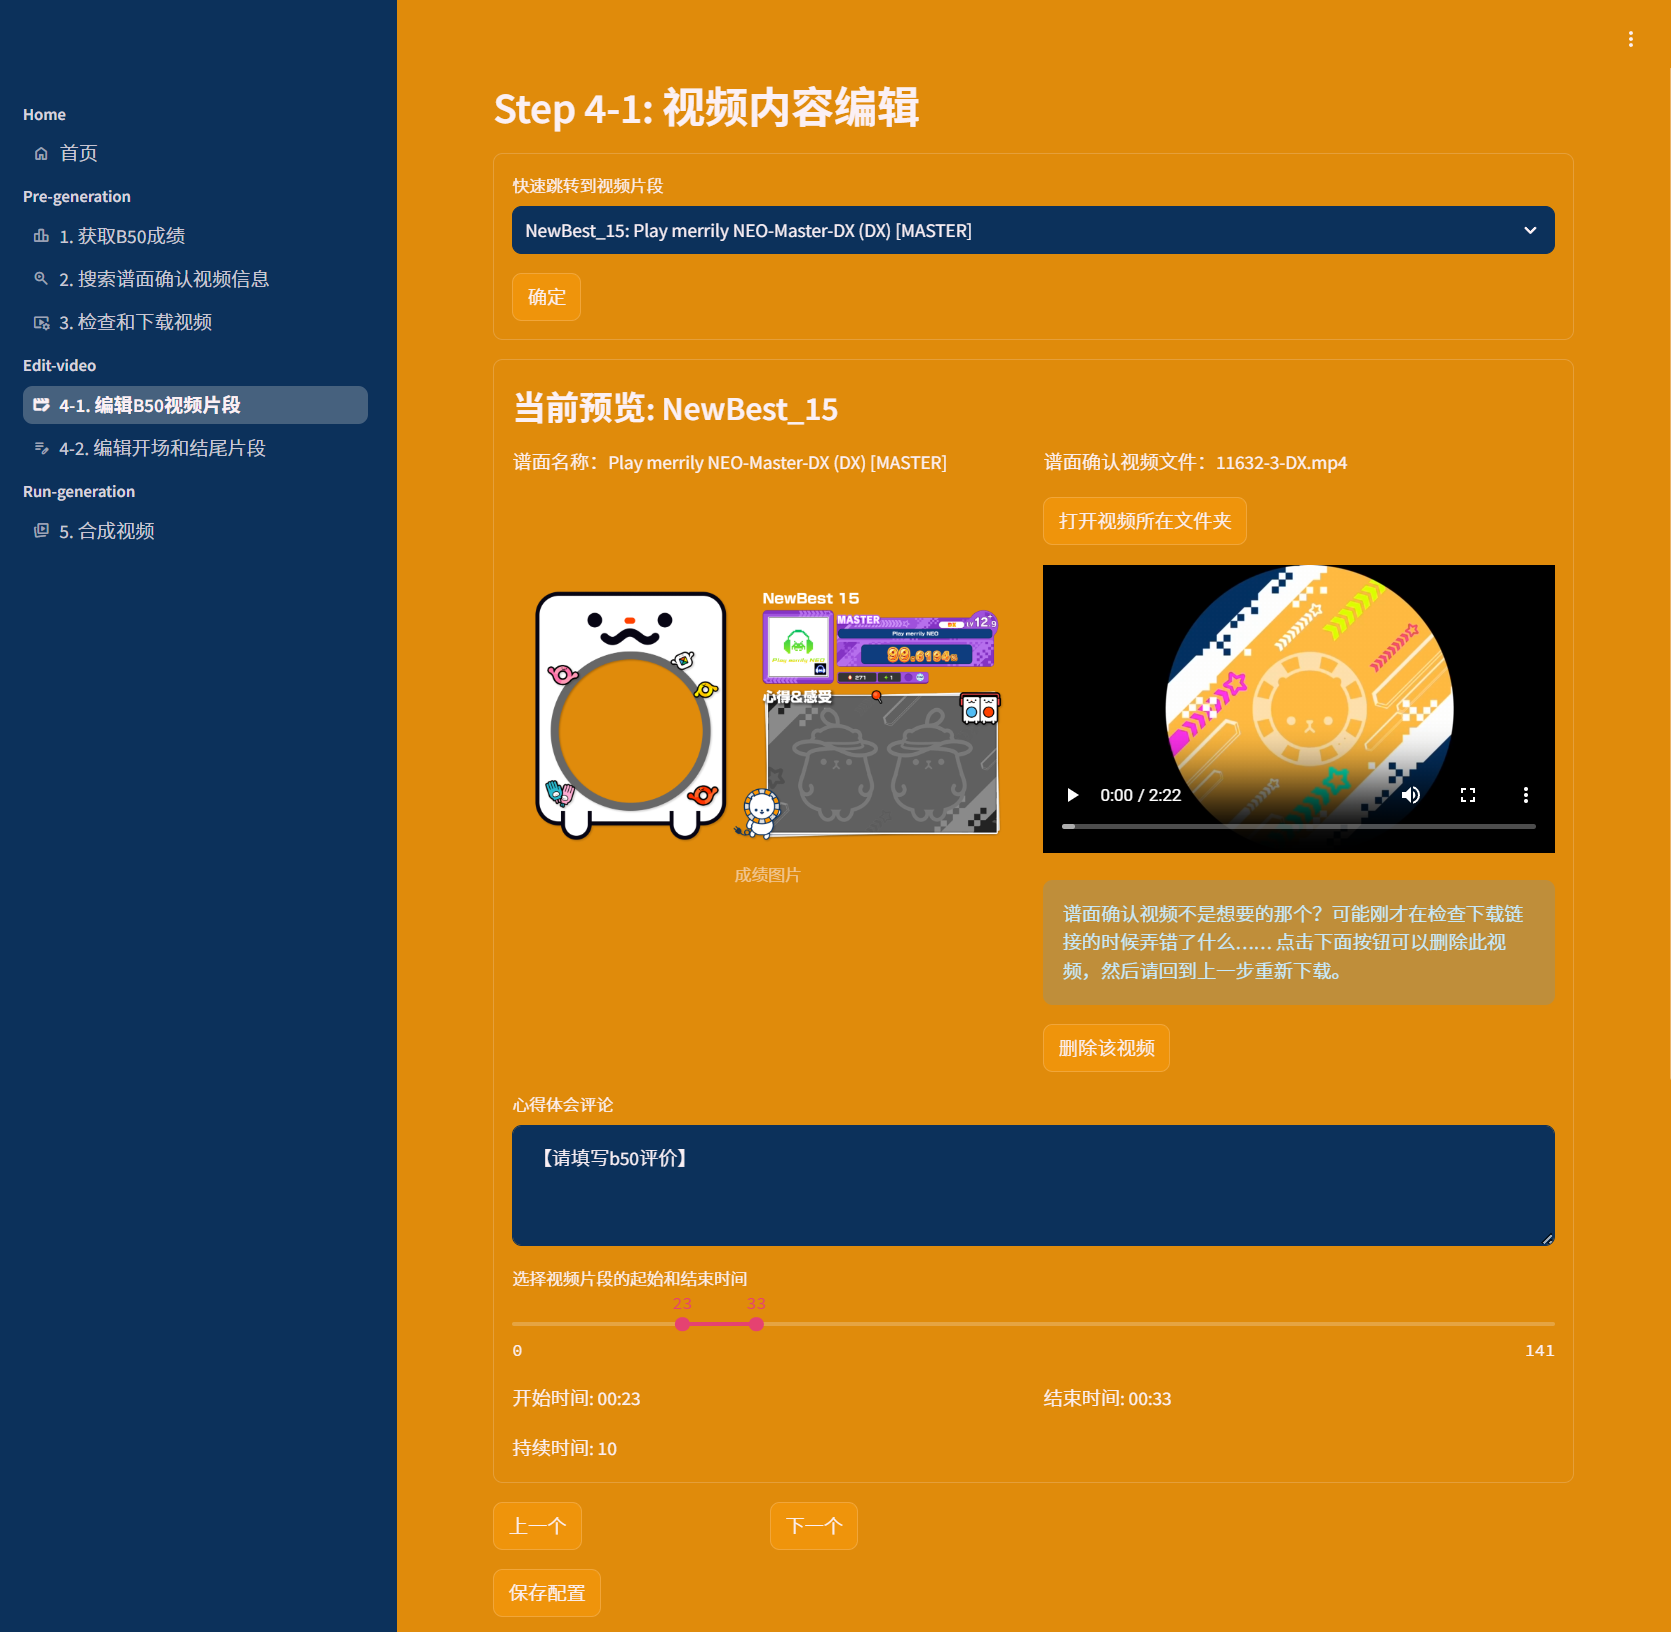 Home
首页
Pre-generation
1. 获取B50成绩
2. 搜索谱面确认视频信息
3. 检查和下载视频
Edit-video
4-1. 编辑B50视频片段
4-2. 编辑开场和结尾片段
Run-generation
5. 合成视频
Step 4-1: 视频内容编辑
快速跳转到视频片段
NewBest_15: Play merrily NEO-Master-DX (DX) [MASTER]
确定
当前预览: NewBest_15
谱面名称：Play merrily NEO-Master-DX (DX) [MASTER]
谱面确认视频文件：11632-3-DX.mp4
打开视频所在文件夹
NewBest 15
MASTER
LV 12+ 9
Play merrily NEO
Play merrily NEO
99.6194%
271
+1
心得&感受
成绩图片
0:00 / 2:22
谱面确认视频不是想要的那个？可能刚才在检查下载链
接的时候弄错了什么…… 点击下面按钮可以删除此视
频，然后请回到上一步重新下载。
删除该视频
心得体会评论
【请填写b50评价】
选择视频片段的起始和结束时间
23 33
0 141
开始时间: 00:23
结束时间: 00:33
持续时间: 10
上一个
下一个
保存配置